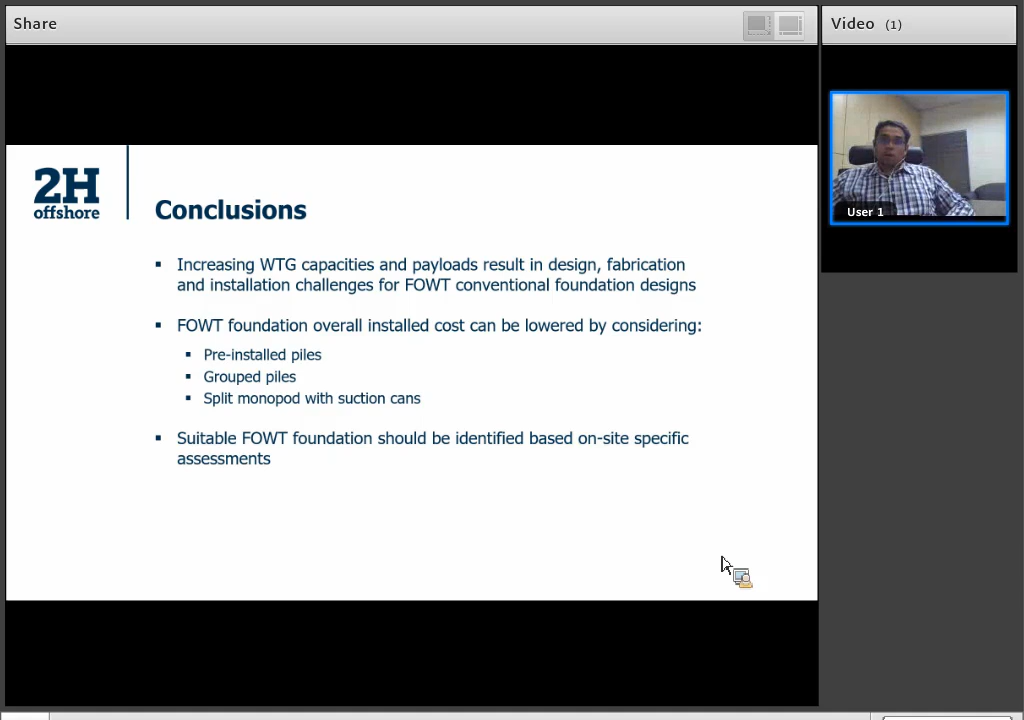 Share
Video (1)
2H
offshore
Conclusions
▪ Increasing WTG capacities and payloads result in design, fabrication
and installation challenges for FOWT conventional foundation designs
▪ FOWT foundation overall installed cost can be lowered by considering:
▪ Pre-installed piles
▪ Grouped piles
▪ Split monopod with suction cans
▪ Suitable FOWT foundation should be identified based on-site specific
assessments
User 1